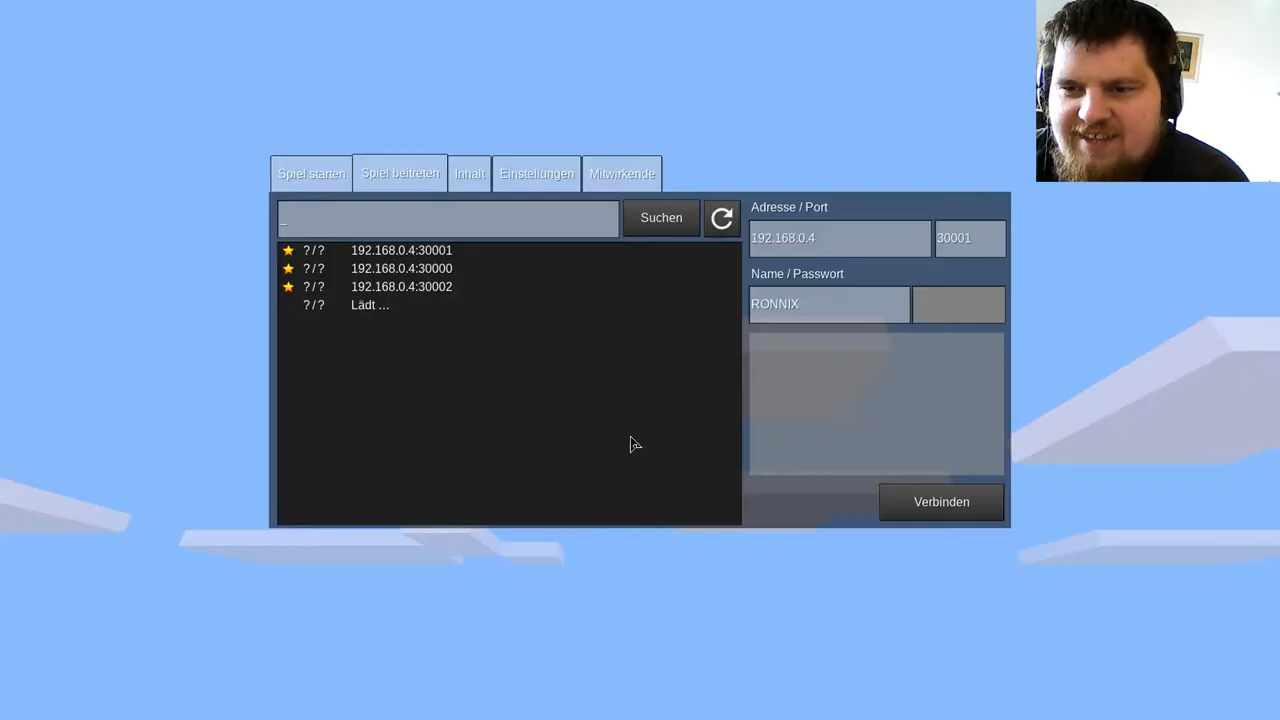 Spiel starten
Spiel beitreten
Inhalt
Einstellungen
Mitwirkende
_
Suchen
? / ? 192.168.0.4:30001
? / ? 192.168.0.4:30000
? / ? 192.168.0.4:30002
? / ? Lädt ...
Adresse / Port
192.168.0.4
30001
Name / Passwort
RONNIX
Verbinden